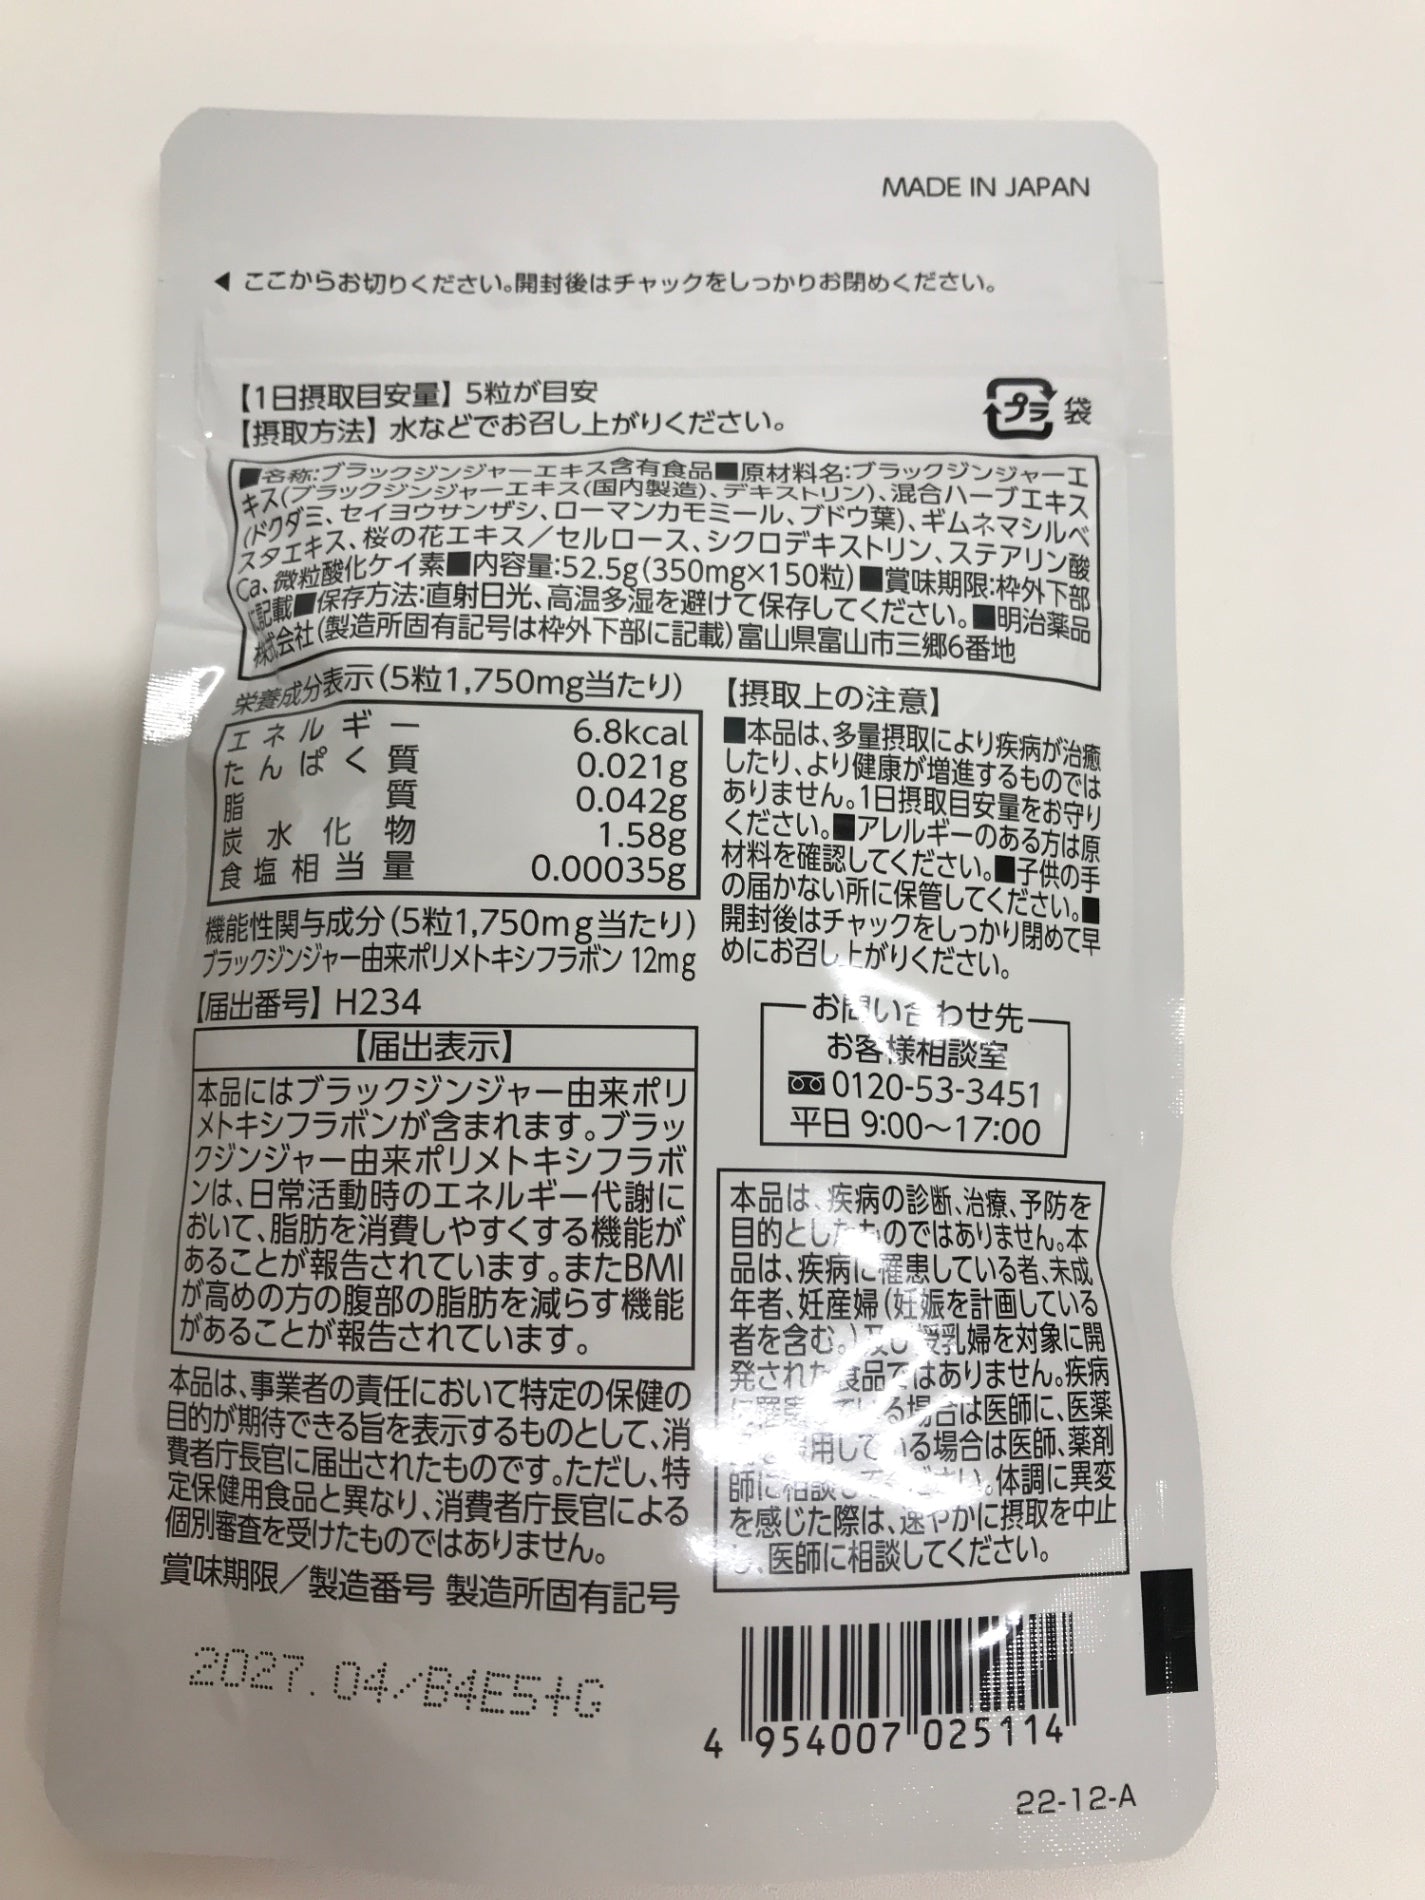 MADE IN JAPAN
◀ ここからお切りください。開封後はチャックをしっかりお閉めください。
【1日摂取目安量】5粒が目安
【摂取方法】水などでお召し上がりください。
プラ 袋
■名称:ブラックジンジャーエキス含有食品■原材料名:ブラックジンジャーエ
キス(ブラックジンジャーエキス(国内製造)、デキストリン)、混合ハーブエキス
(ドクダミ、セイヨウサンザシ、ローマンカモミール、ブドウ葉)、ギムネマシルベ
スタエキス、桜の花エキス/セルロース、シクロデキストリン、ステアリン酸
Ca、微粒酸化ケイ素■内容量:52.5g(350mg×150粒)■賞味期限:枠外下部
に記載■保存方法:直射日光、高温多湿を避けて保存してください。■明治薬品
株式会社(製造所固有記号は枠外下部に記載)富山県富山市三郷6番地
栄養成分表示(5粒1,750mg当たり)
エネルギー 6.8kcal
たんぱく質 0.021g
脂質 0.042g
炭水化物 1.58g
食塩相当量 0.00035g
機能性関与成分(5粒1,750mg当たり)
ブラックジンジャー由来ポリメトキシフラボン 12mg
【届出番号】H234
【届出表示】
本品にはブラックジンジャー由来ポリ
メトキシフラボンが含まれます。ブラッ
クジンジャー由来ポリメトキシフラボ
ンは、日常活動時のエネルギー代謝に
おいて、脂肪を消費しやすくする機能が
あることが報告されています。またBMI
が高めの方の腹部の脂肪を減らす機能
があることが報告されています。
本品は、事業者の責任において特定の保健の
目的が期待できる旨を表示するものとして、消
費者庁長官に届出されたものです。ただし、特
定保健用食品と異なり、消費者庁長官による
個別審査を受けたものではありません。
賞味期限/製造番号 製造所固有記号
2027.04/B4E5+G
【摂取上の注意】
■本品は、多量摂取により疾病が治癒
したり、より健康が増進するものでは
ありません。1日摂取目安量をお守り
ください。■アレルギーのある方は原
材料を確認してください。■子供の手
の届かない所に保管してください。■
開封後はチャックをしっかり閉めて早
めにお召し上がりください。
お問い合わせ先
お客様相談室
0120-53-3451
平日 9:00〜17:00
本品は、疾病の診断、治療、予防を
目的としたものではありません。本
品は、疾病に罹患している者、未成
年者、妊産婦(妊娠を計画している
者を含む。)及び授乳婦を対象に開
発された食品ではありません。疾病
いる場合は医師に、医薬
用している場合は医師、薬剤
師に相談してください。体調に異変
を感じた際は、速やかに摂取を中止
し、医師に相談してください。
4 954007 025114
22-12-A